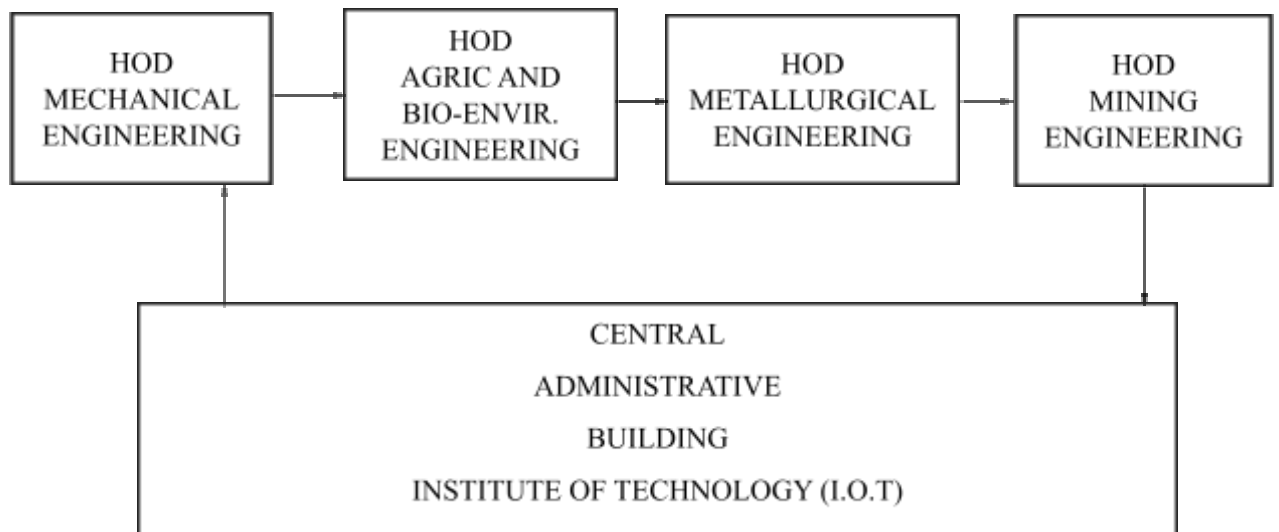 HOD
MECHANICAL
ENGINEERING
HOD
AGRIC AND
BIO-ENVIR.
ENGINEERING
HOD
METALLURGICAL
ENGINEERING
HOD
MINING
ENGINEERING
CENTRAL
ADMINISTRATIVE
BUILDING
INSTITUTE OF TECHNOLOGY (I.O.T)